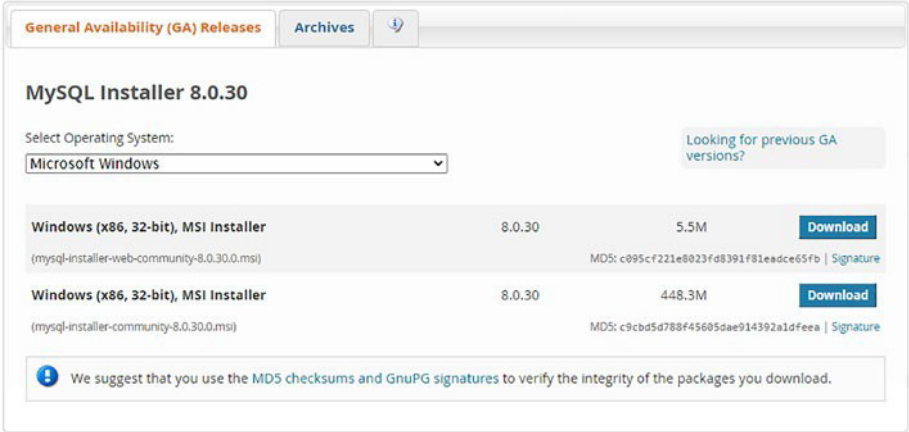 General Availability (GA) Releases
Archives
MySQL Installer 8.0.30
Select Operating System:
Looking for previous GA
versions?
Microsoft Windows
Windows (x86, 32-bit), MSI Installer 8.0.30 5.5M Download
(mysql-installer-web-community-8.0.30.0.msi) MD5: c095cf221e8023fd8391f81eadce65fb | Signature
Windows (x86, 32-bit), MSI Installer 8.0.30 448.3M Download
(mysql-installer-community-8.0.30.0.msi) MD5: c9cbd5d788f45605dae914392a1dfeea | Signature
We suggest that you use the MD5 checksums and GnuPG signatures to verify the integrity of the packages you download.